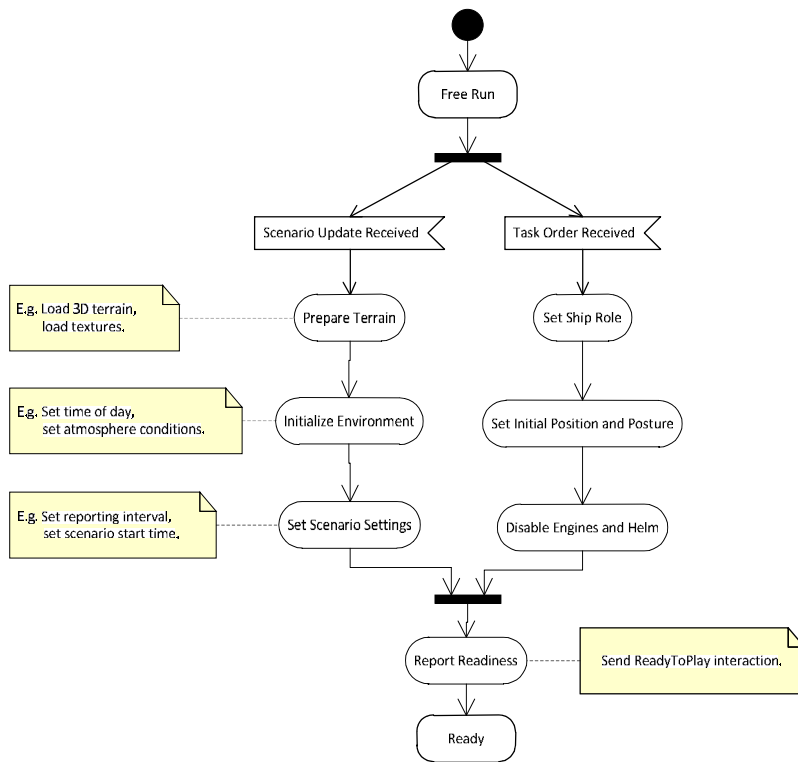 Free Run
Scenario Update Received
Task Order Received
E.g. Load 3D terrain,
load textures.
Prepare Terrain
Set Ship Role
E.g. Set time of day,
set atmosphere conditions.
Initialize Environment
Set Initial Position and Posture
E.g. Set reporting interval,
set scenario start time.
Set Scenario Settings
Disable Engines and Helm
Report Readiness
Send ReadyToPlay interaction.
Ready